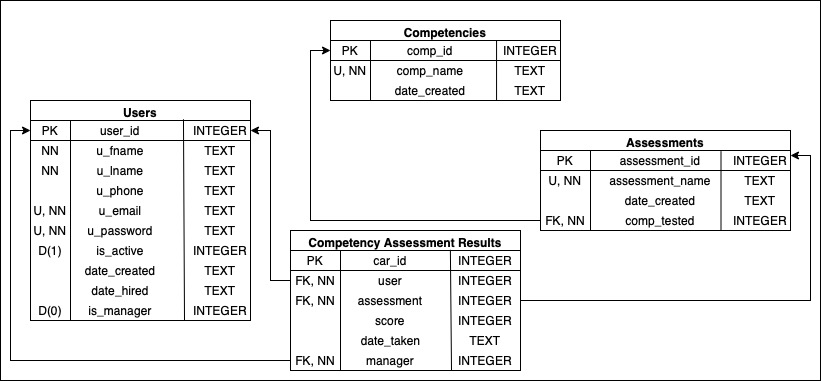 Competencies
PK comp_id INTEGER
U, NN comp_name TEXT
date_created TEXT
Users
PK user_id INTEGER
NN u_fname TEXT
NN u_lname TEXT
u_phone TEXT
U, NN u_email TEXT
U, NN u_password TEXT
D(1) is_active INTEGER
date_created TEXT
date_hired TEXT
D(0) is_manager INTEGER
Assessments
PK assessment_id INTEGER
U, NN assessment_name TEXT
date_created TEXT
FK, NN comp_tested INTEGER
Competency Assessment Results
PK car_id INTEGER
FK, NN user INTEGER
FK, NN assessment INTEGER
score INTEGER
date_taken TEXT
FK, NN manager INTEGER